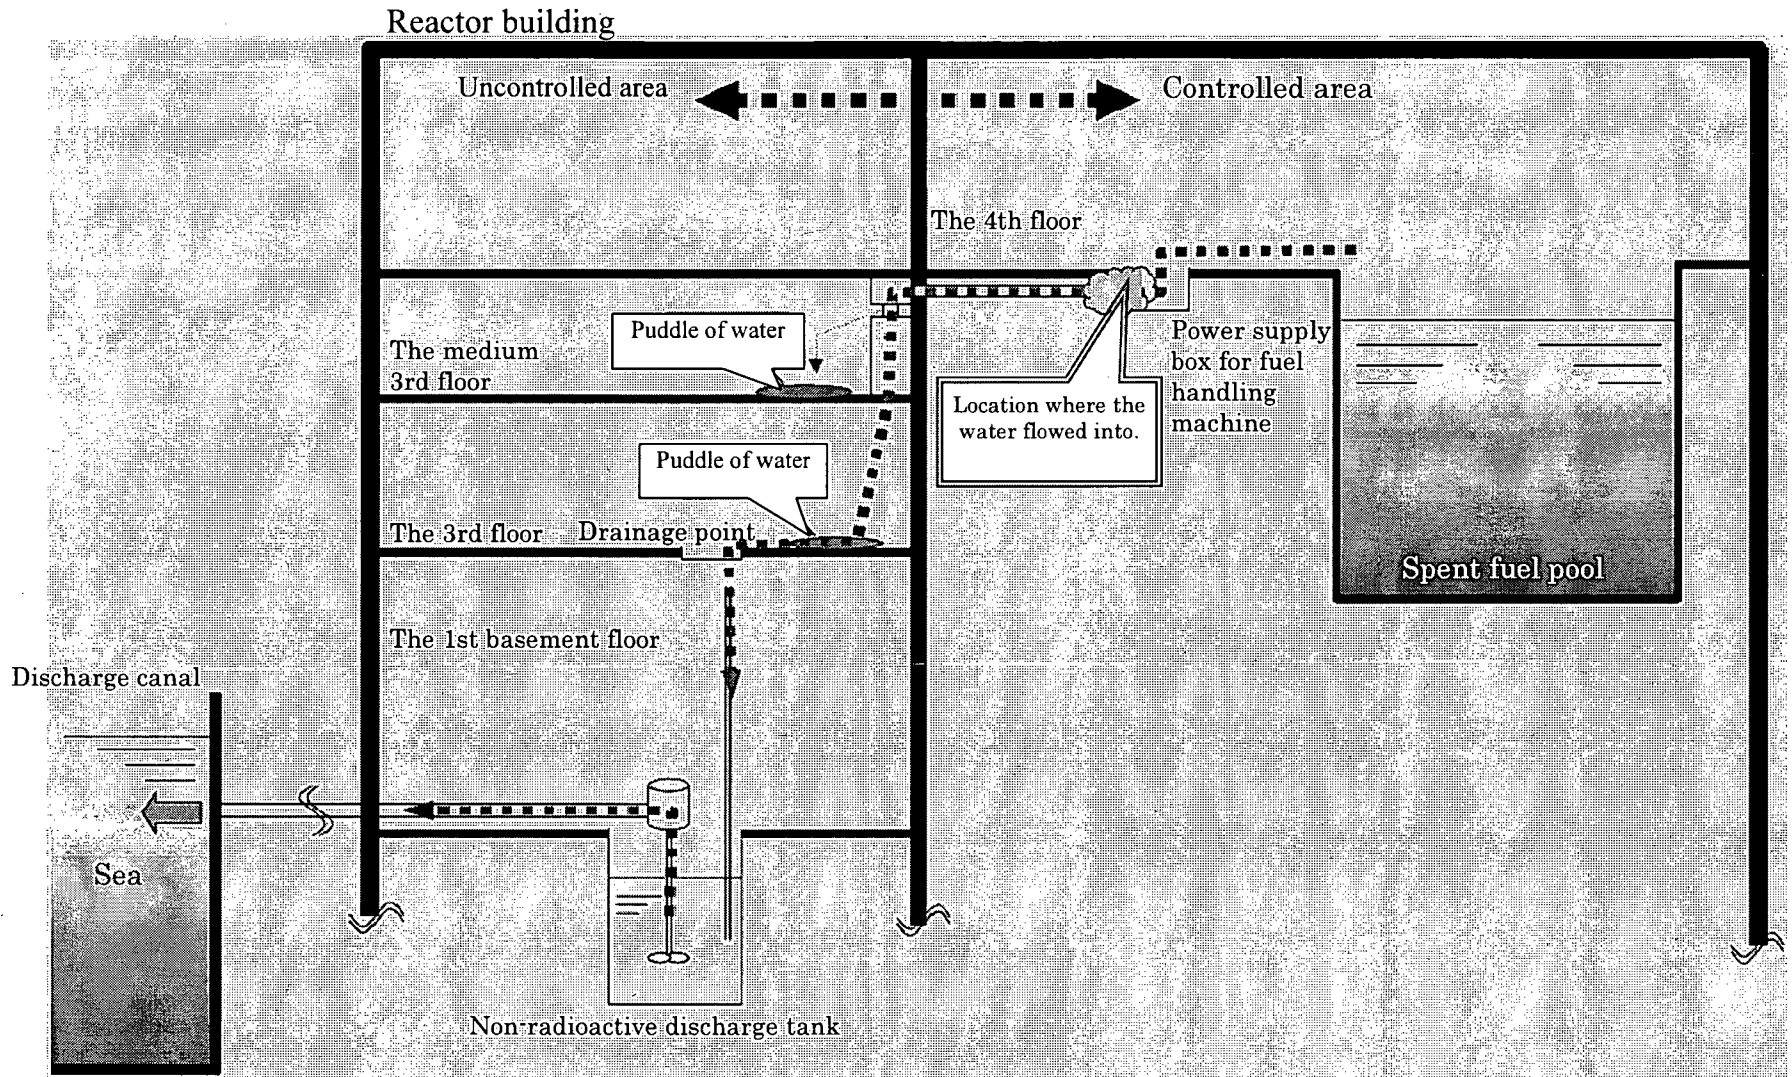 Reactor building
Uncontrolled area
Controlled area
The 4th floor
Puddle of water
The medium
3rd floor
Power supply
box for fuel
handling
machine
Location where the
water flowed into.
Puddle of water
The 3rd floor
Drainage point
Spent fuel pool
The 1st basement floor
Discharge canal
Sea
Non-radioactive discharge tank